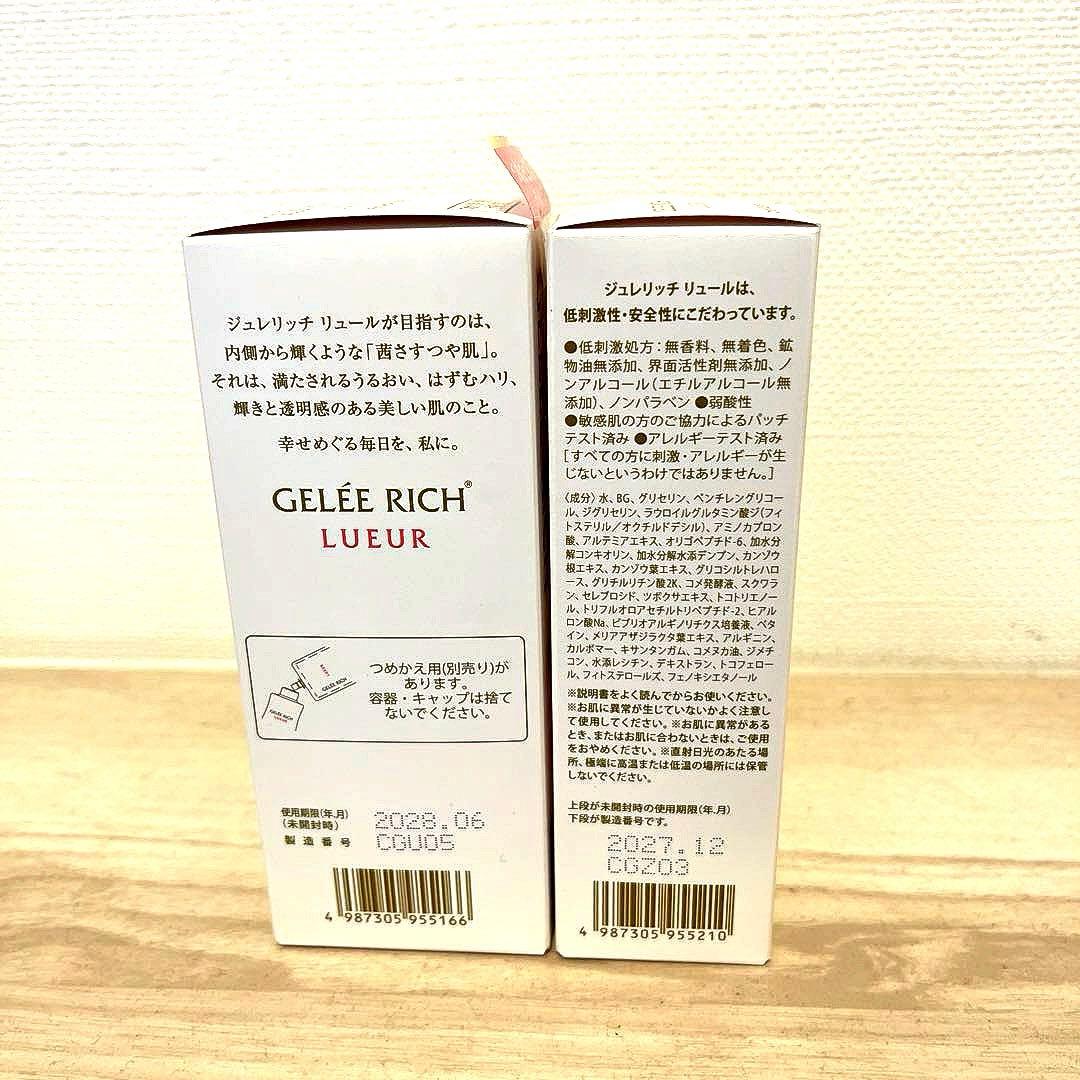 ジュレリッチ リュールが目指すのは、
内側から輝くような「茜さすつや肌」。
それは、満たされるうるおい、はずむハリ、
輝きと透明感のある美しい肌のこと。
幸せめぐる毎日を、私に。
GELÉE RICH®
LUEUR
GELÉE RICH
LUEUR
GELÉE RICH
つめかえ用(別売り)が
あります。
容器・キャップは捨て
ないでください。
使用期限(年、月)
(未開封時)
2028.06
製造番号
CGU05
4 987305 955166
ジュレリッチ リュールは、
低刺激性・安全性にこだわっています。
●低刺激処方：無香料、無着色、鉱
物油無添加、界面活性剤無添加、ノ
ンアルコール(エチルアルコール無
添加)、ノンパラベン ●弱酸性
●敏感肌の方のご協力によるパッチ
テスト済み ●アレルギーテスト済み
[すべての方に刺激・アレルギーが生
じないというわけではありません。]
〈成分〉水、BG、グリセリン、ペンチレングリコー
ル、ジグリセリン、ラウロイルグルタミン酸ジ(フィ
トステリル／オクチルドデシル)、アミノカプロン
酸、アルテミアエキス、オリゴペプチド-6、加水分
解コンキオリン、加水分解水添デンプン、カンゾウ
根エキス、カンゾウ葉エキス、グリコシルトレハロ
ース、グリチルリチン酸2K、コメ発酵液、スクワラ
ン、セレブロシド、ツボクサエキス、トコトリエノー
ル、トリフルオロアセチルトリペプチド-2、ヒアル
ロン酸Na、ビブリオアルギノリチクス培養液、ベタ
イン、メリアアザジラクタ葉エキス、アルギニン、
カルボマー、キサンタンガム、コメヌカ油、ジメチ
コン、水添レシチン、デキストラン、トコフェロー
ル、フィトステロールズ、フェノキシエタノール
※説明書をよく読んでからお使いください。
※お肌に異常が生じていないかよく注意し
て使用してください。※お肌に異常がある
とき、またはお肌に合わないときは、ご使用
をおやめください。※直射日光のあたる場
所、極端に高温または低温の場所には保管
しないでください。
上段が未開封時の使用期限(年、月)
下段が製造番号です。
2027.12
CGZ03
4 987305 955210